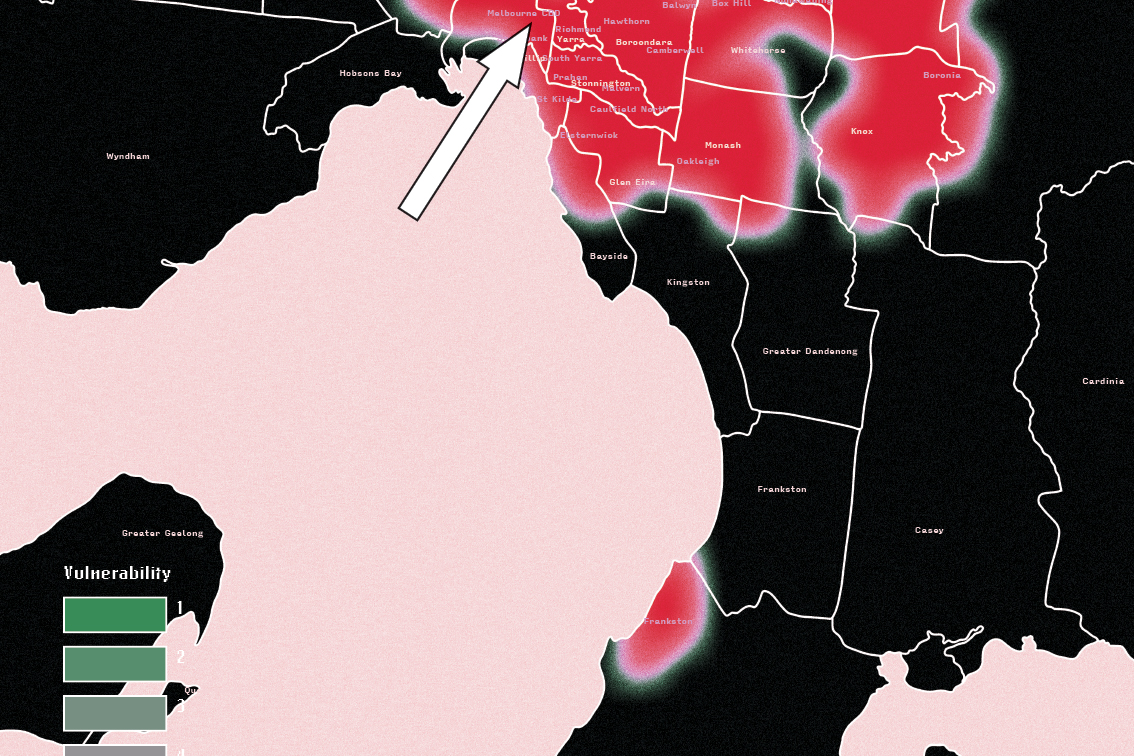 Balwyn
Box Hill
Melbourne CBD
Hawthorn
Richmond
Yarra
Boroondara
Camberwell
Whitehorse
South Yarra
Hobsons Bay
Prahan
Stonnington
Malvern
Boronia
St Kilda
Caulfield North
Elsternwick
Knox
Monash
Wyndham
Oakleigh
Glen Eira
Bayside
Kingston
Greater Dandenong
Cardinia
Frankston
Casey
Greater Geelong
Vulnerability
1
2
Frankston
3
4